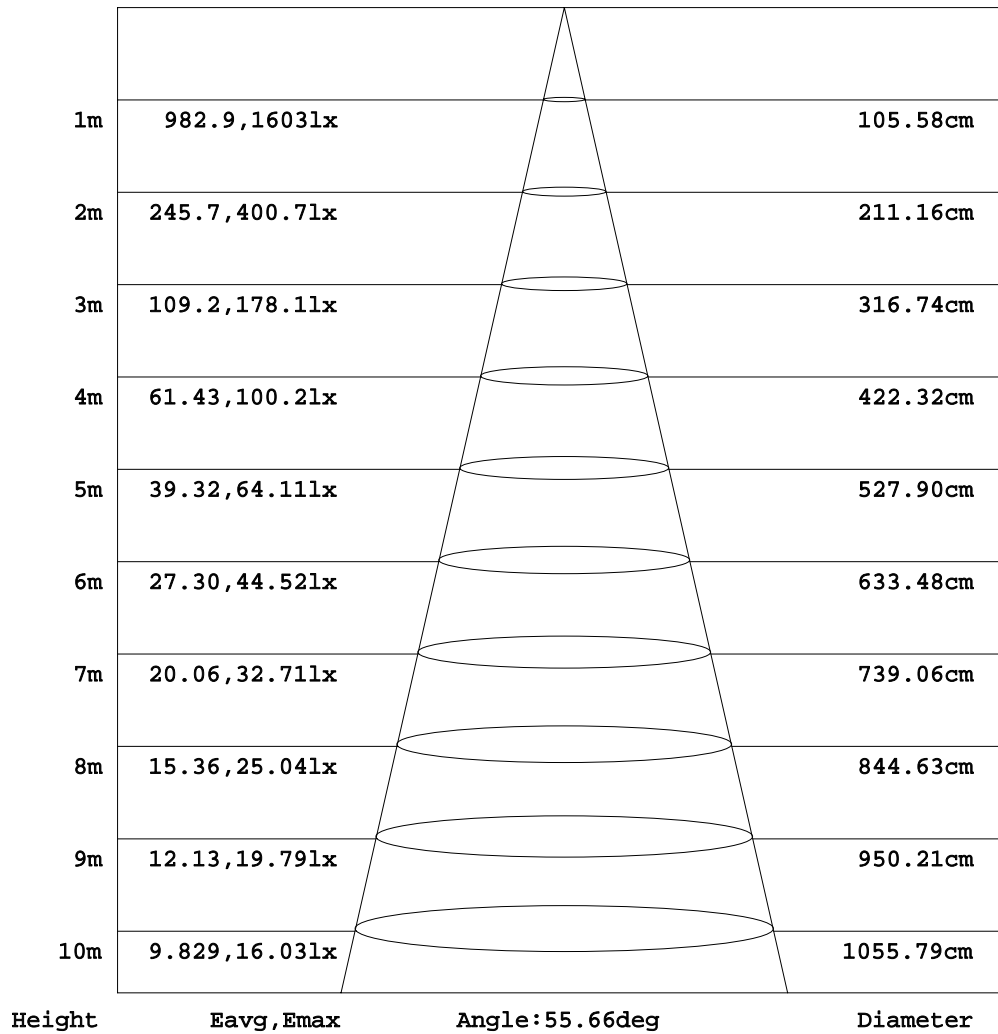 1m 982.9,1603lx 105.58cm
2m 245.7,400.7lx 211.16cm
3m 109.2,178.1lx 316.74cm
4m 61.43,100.2lx 422.32cm
5m 39.32,64.11lx 527.90cm
6m 27.30,44.52lx 633.48cm
7m 20.06,32.71lx 739.06cm
8m 15.36,25.04lx 844.63cm
9m 12.13,19.79lx 950.21cm
10m 9.829,16.03lx 1055.79cm
Height Eavg,Emax Angle:55.66deg Diameter